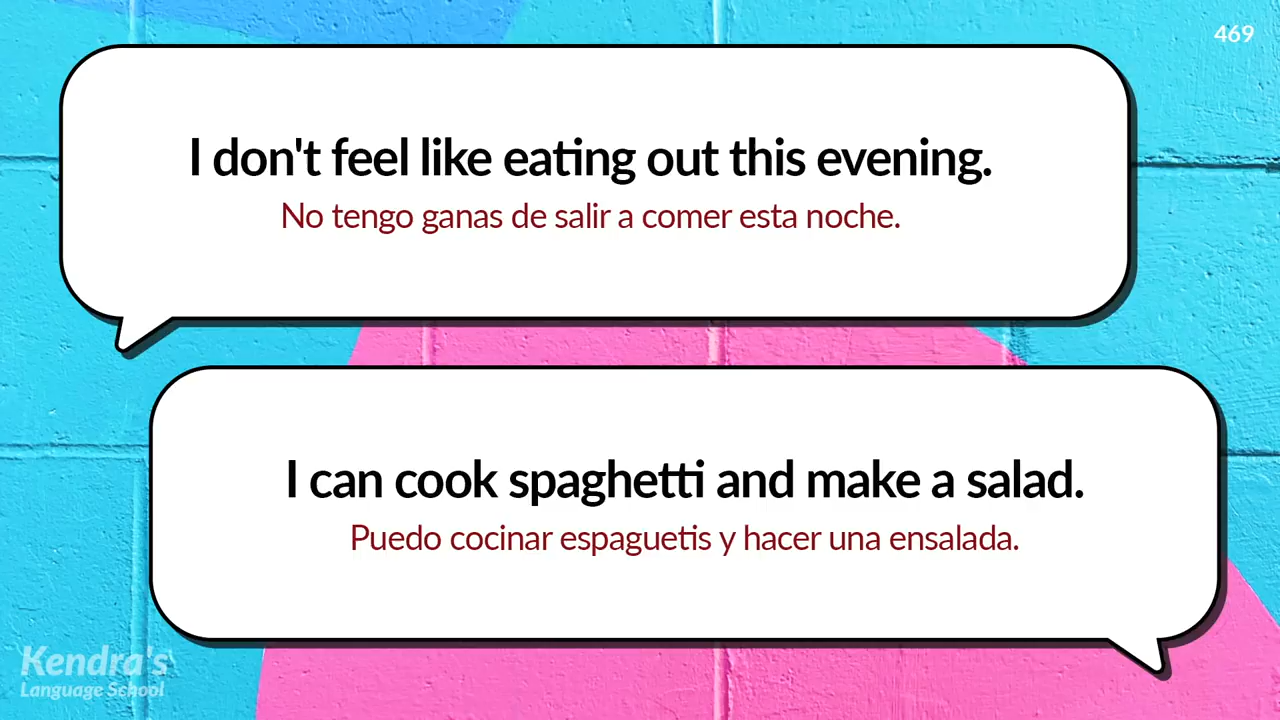 469
I don't feel like eating out this evening.
No tengo ganas de salir a comer esta noche.
I can cook spaghetti and make a salad.
Puedo cocinar espaguetis y hacer una ensalada.
Kendra's
Language School